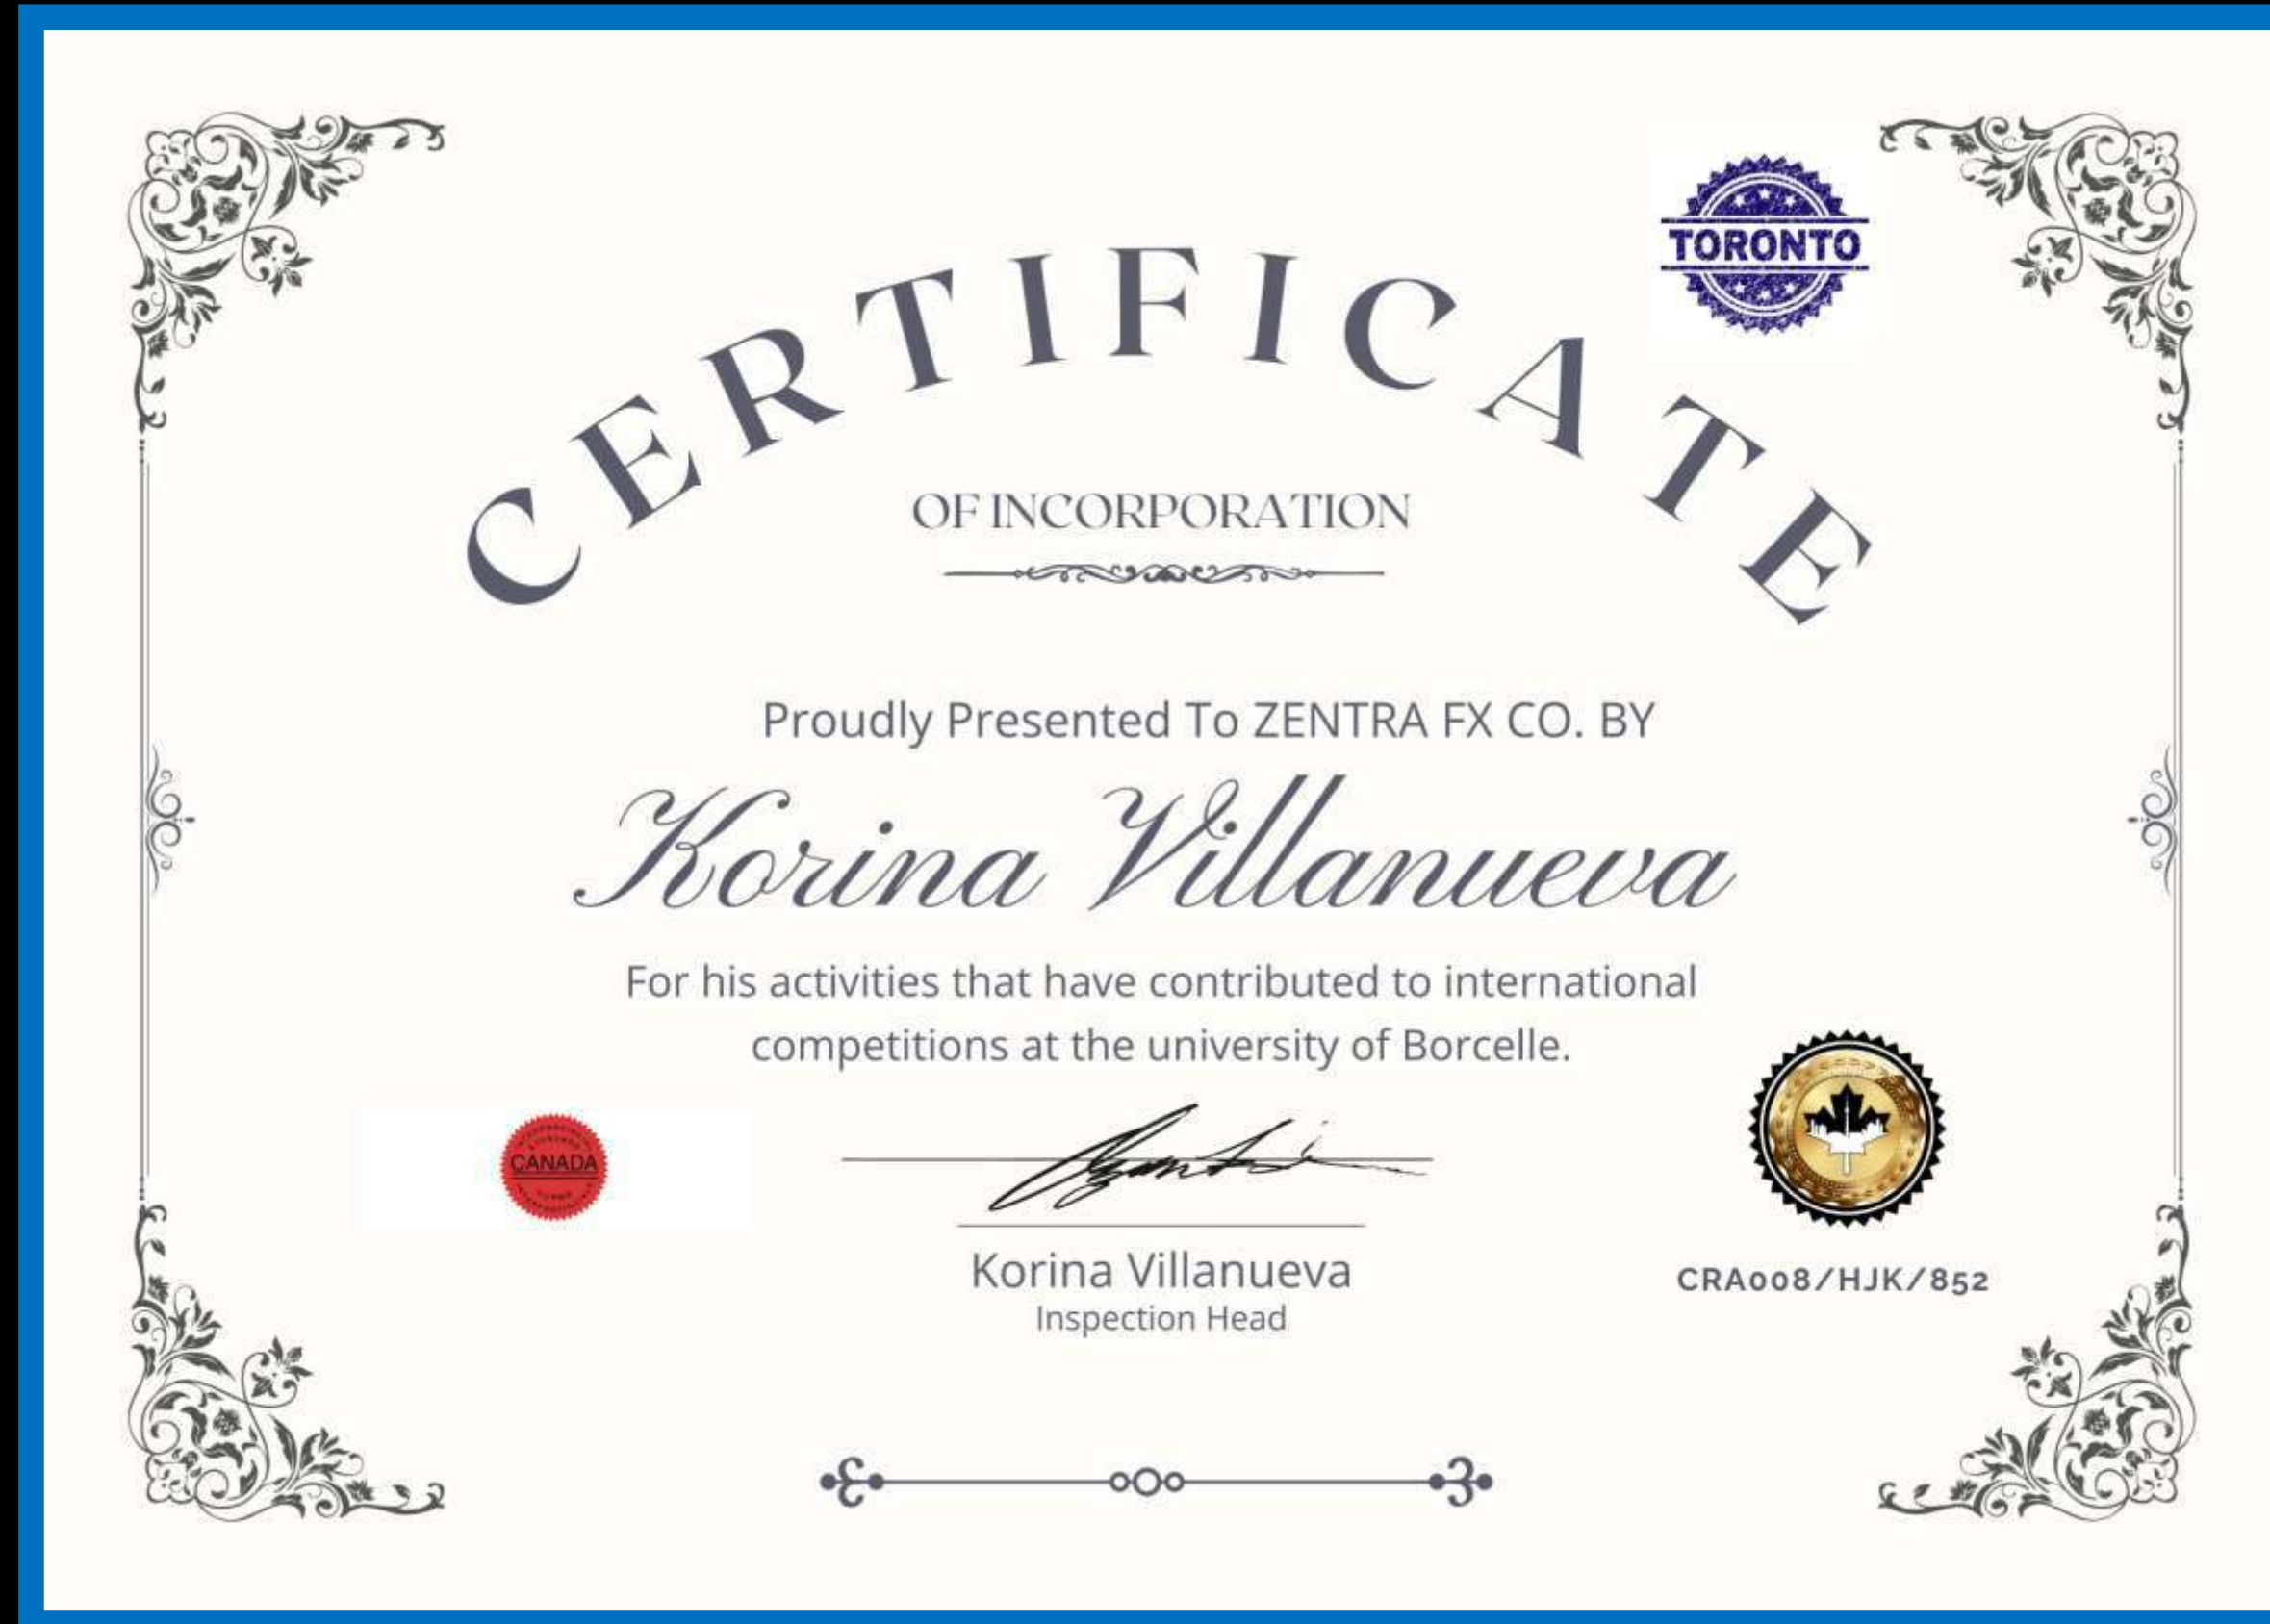 TORONTO
CERTIFICATE
OF INCORPORATION
Proudly Presented To ZENTRA FX CO. BY
Korina Villanueva
For his activities that have contributed to international
competitions at the university of Borcelle.
CANADA
Korina Villanueva
Inspection Head
CRA008/HJK/852